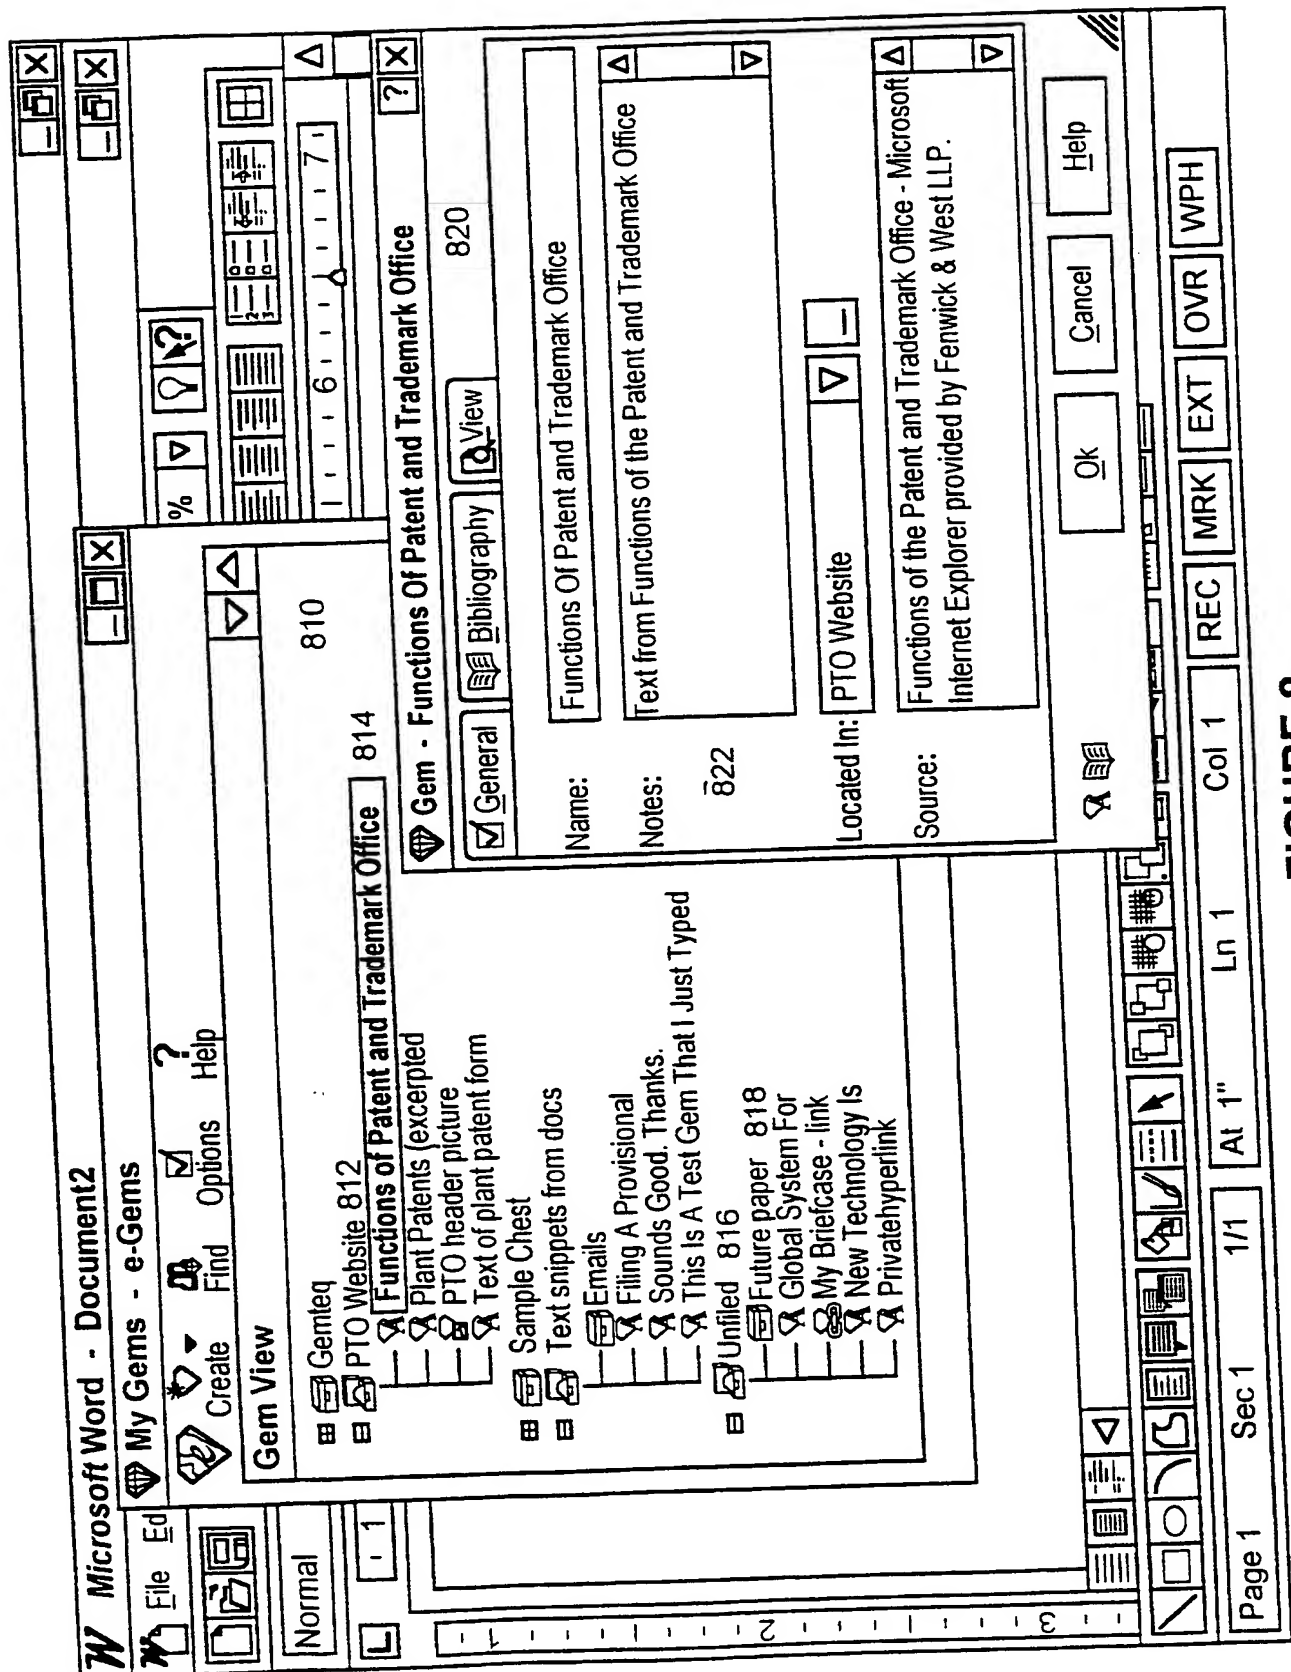 Microsoft Word - Document2
File Ed
My Gems - e-Gems
Create Find Options Help
%
Normal
L
1 6 7
Gem View
810
Gemteq
PTO Website 812
Functions of Patent and Trademark Office 814
Plant Patents (excerpted
PTO header picture
Text of plant patent form
Sample Chest
Text snippets from docs
Emails
Filing A Provisional
Sounds Good. Thanks.
This Is A Test Gem That I Just Typed
Unfiled 816
Future paper 818
Global System For
My Briefcase - link
New Technology Is
Privatehyperlink
Gem - Functions Of Patent and Trademark Office
General Bibliography View 820
Name: Functions Of Patent and Trademark Office
Notes: Text from Functions of the Patent and Trademark Office
822
Located In: PTO Website
Source: Functions of the Patent and Trademark Office - Microsoft
Internet Explorer provided by Fenwick & West LLP.
Ok Cancel Help
1
2
3
Page 1 Sec 1 1/1 At 1" Ln 1 Col 1 REC MRK EXT OVR WPH